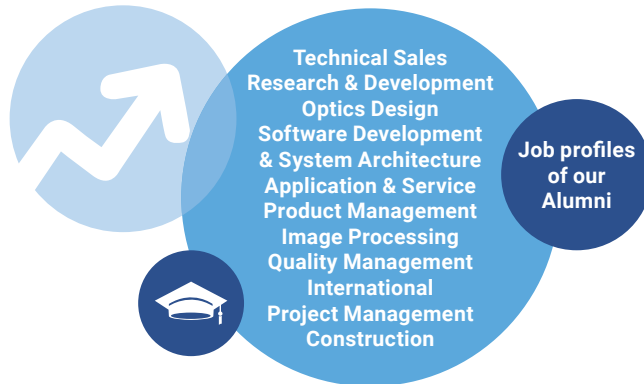 Technical Sales
Research & Development
Optics Design
Software Development
& System Architecture
Application & Service
Product Management
Image Processing
Quality Management
International
Project Management
Construction
Job profiles
of our
Alumni